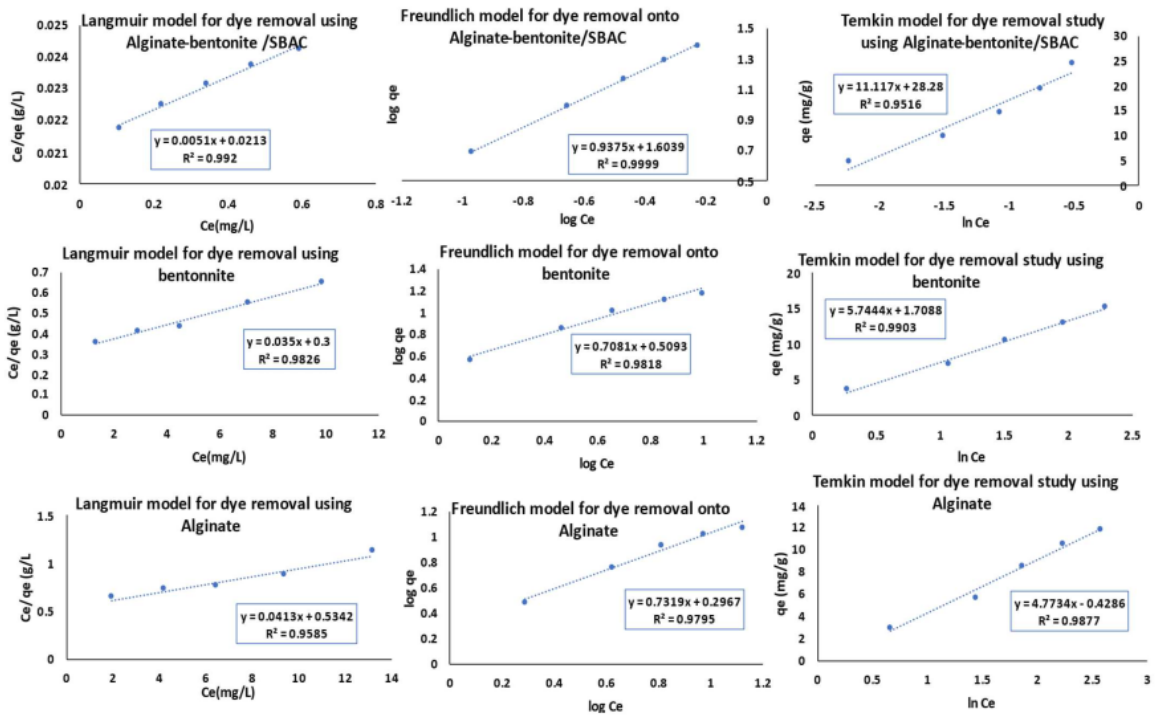 Langmuir model for dye removal using
Alginate-bentonite /SBAC
0.025
0.024
0.023
0.022
0.021
0.02
Ce/qe (g/L)
y = 0.0051x + 0.0213
R² = 0.992
0 0.2 0.4 0.6 0.8
Ce(mg/L)
Freundlich model for dye removal onto
Alginate-bentonite/SBAC
1.5
1.3
1.1
0.9
0.7
0.5
log qe
y = 0.9375x + 1.6039
R² = 0.9999
-1.2 -1 -0.8 -0.6 -0.4 -0.2 0
log Ce
Temkin model for dye removal study
using Alginate-bentonite/SBAC
30
25
20
15
10
5
0
qe (mg/g)
y = 11.117x + 28.28
R² = 0.9516
-2.5 -2 -1.5 -1 -0.5 0
ln Ce
Langmuir model for dye removal using
bentonnite
0.7
0.6
0.5
0.4
0.3
0.2
0.1
0
Ce/ qe (g/L)
y = 0.035x + 0.3
R² = 0.9826
0 2 4 6 8 10 12
Ce(mg/L)
Freundlich model for dye removal onto
bentonite
1.4
1.2
1
0.8
0.6
0.4
0.2
0
log qe
y = 0.7081x + 0.5093
R² = 0.9818
0 0.2 0.4 0.6 0.8 1 1.2
log Ce
Temkin model for dye removal study using
bentonite
20
15
10
5
0
qe (mg/g)
y = 5.7444x + 1.7088
R² = 0.9903
0 0.5 1 1.5 2 2.5
ln Ce
Langmuir model for dye removal using
Alginate
1.5
1
0.5
0
Ce/ qe (g/L
y = 0.0413x + 0.5342
R² = 0.9585
0 2 4 6 8 10 12 14
Ce(mg/L)
Freundlich model for dye removal onto
Alginate
1.2
1
0.8
0.6
0.4
0.2
0
log qe
y = 0.7319x + 0.2967
R² = 0.9795
0 0.2 0.4 0.6 0.8 1 1.2
log Ce
Temkin model for dye removal study using
Alginate
14
12
10
8
6
4
2
0
qe (mg/g)
y = 4.7734x - 0.4286
R² = 0.9877
0 0.5 1 1.5 2 2.5 3
ln Ce